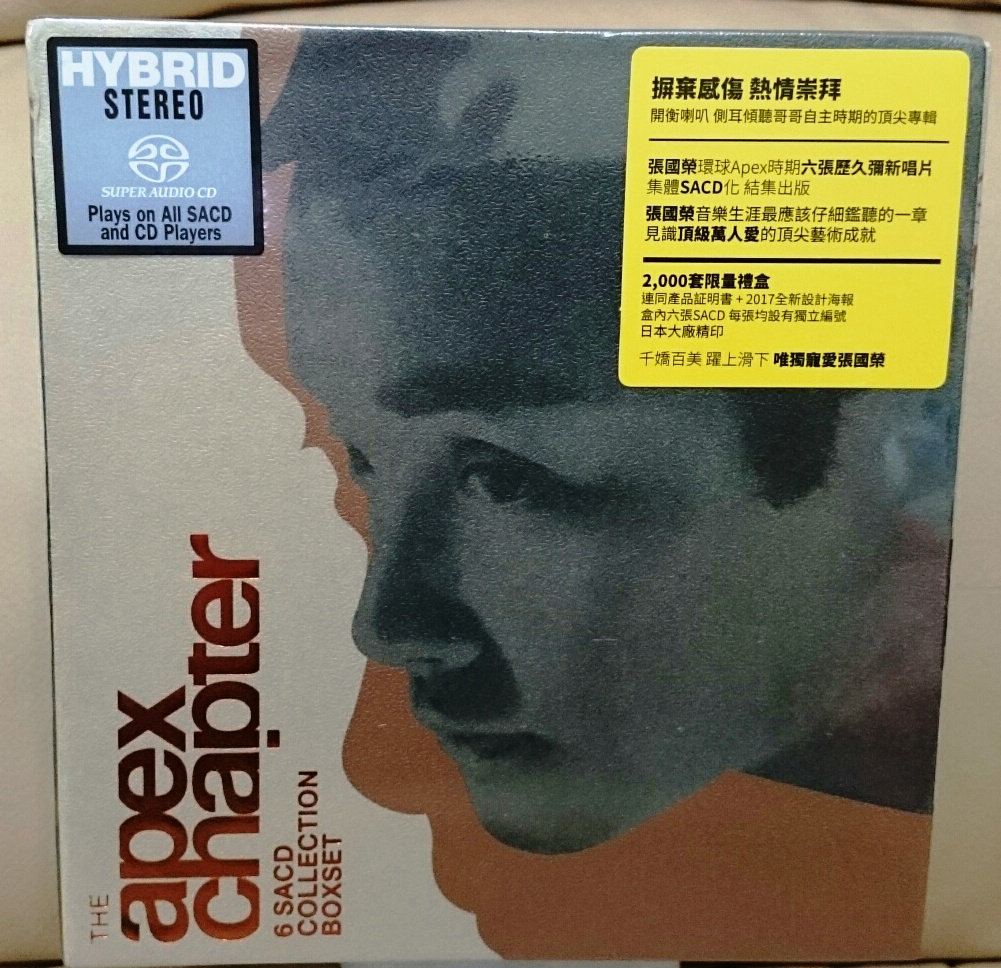 HYBRID
STEREO
SUPER AUDIO CD
Plays on All SACD
and CD Players
摒棄感傷 熱情崇拜
開衡喇叭 側耳傾聽哥哥自主時期的頂尖專輯
張國榮環球Apex時期六張歷久彌新唱片
集體SACD化 結集出版
張國榮音樂生涯最應該仔細鑑聽的一章
見識頂級萬人愛的頂尖藝術成就
2,000套限量禮盒
連同產品証明書 + 2017全新設計海報
盒內六張SACD 每張均設有獨立編號
日本大廠精印
千嬌百美 躍上滑下 唯獨寵愛張國榮
THE
apex
chapter
6 SACD
COLLECTION
BOXSET